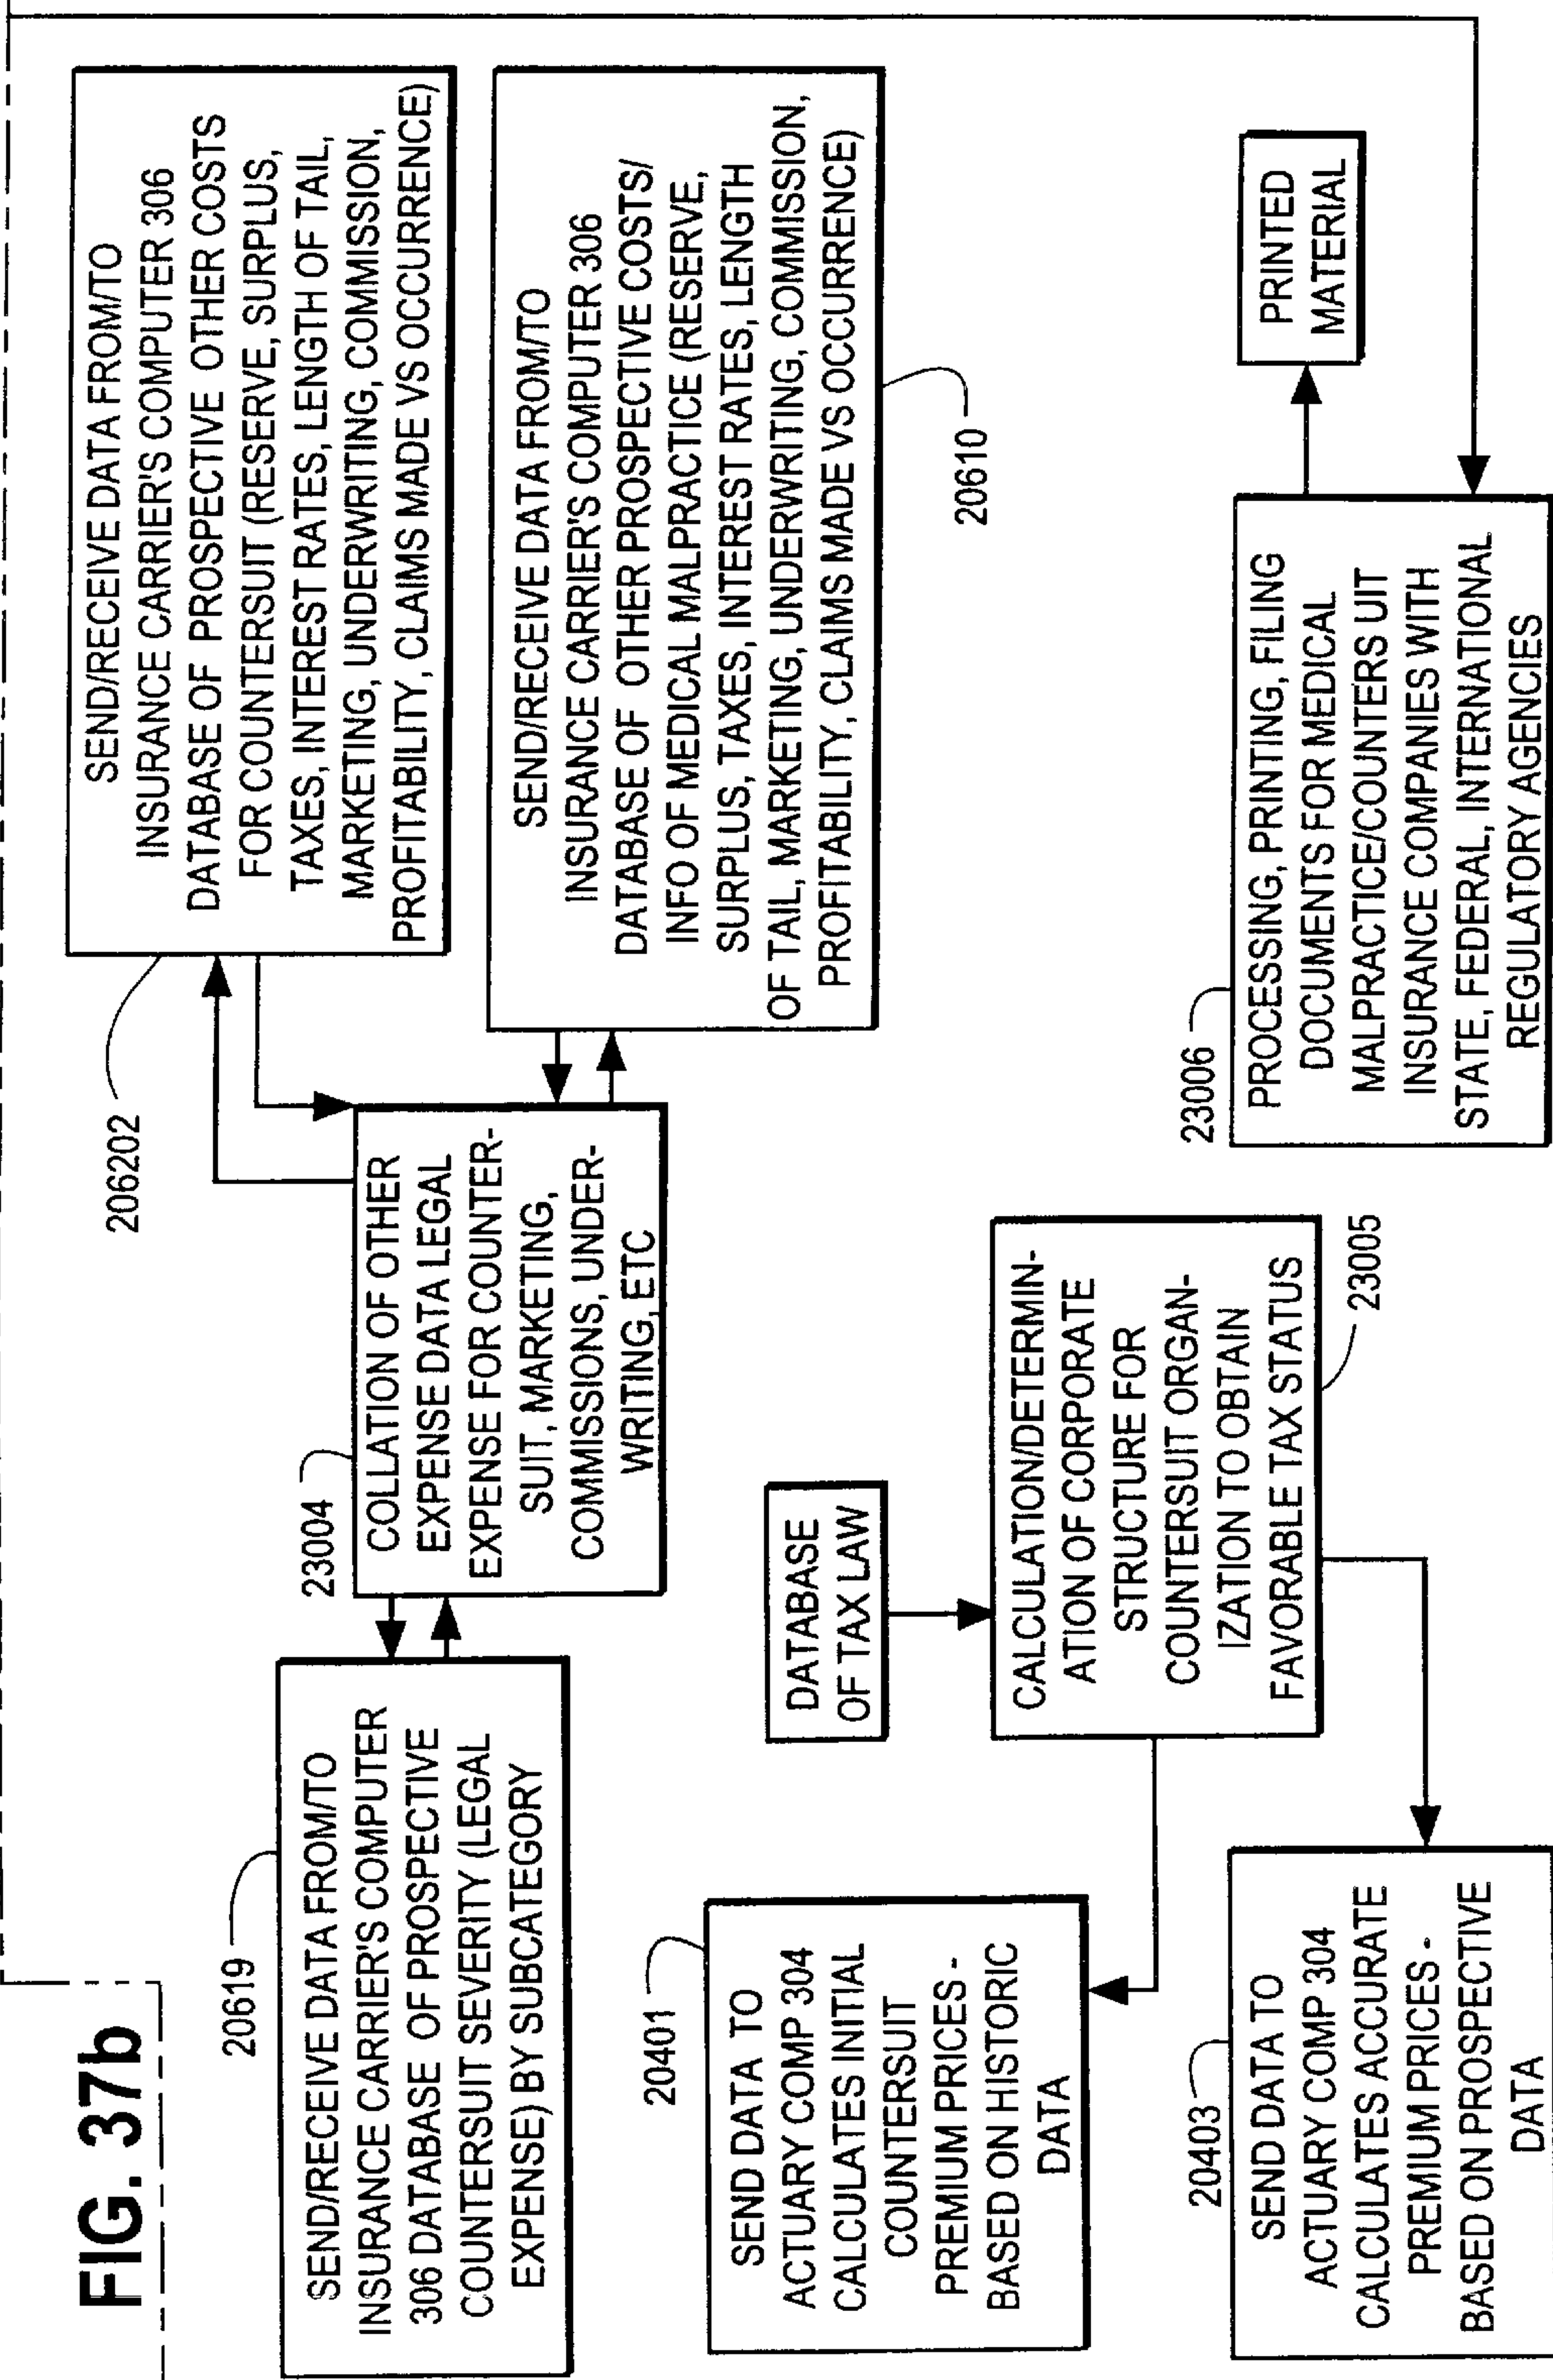 FIG. 37b
206202
SEND/RECEIVE DATA FROM/TO
INSURANCE CARRIER'S COMPUTER 306
DATABASE OF PROSPECTIVE OTHER COSTS
FOR COUNTERSUIT (RESERVE, SURPLUS,
TAXES, INTEREST RATES, LENGTH OF TAIL,
MARKETING, UNDERWRITING, COMMISSION,
PROFITABILITY, CLAIMS MADE VS OCCURRENCE)
20619
SEND/RECEIVE DATA FROM/TO
INSURANCE CARRIER'S COMPUTER
306 DATABASE OF PROSPECTIVE
COUNTERSUIT SEVERITY (LEGAL
EXPENSE) BY SUBCATEGORY
23004
COLLATION OF OTHER
EXPENSE DATA LEGAL
EXPENSE FOR COUNTER-
SUIT, MARKETING,
COMMISSIONS, UNDER-
WRITING, ETC
SEND/RECEIVE DATA FROM/TO
INSURANCE CARRIER'S COMPUTER 306
DATABASE OF OTHER PROSPECTIVE COSTS/
INFO OF MEDICAL MALPRACTICE (RESERVE,
SURPLUS, TAXES, INTEREST RATES, LENGTH
OF TAIL, MARKETING, UNDERWRITING, COMMISSION,
PROFITABILITY, CLAIMS MADE VS OCCURRENCE)
20610
20401
SEND DATA TO
ACTUARY COMP 304
CALCULATES INITIAL
COUNTERSUIT
PREMIUM PRICES -
BASED ON HISTORIC
DATA
DATABASE
OF TAX LAW
CALCULATION/DETERMIN-
ATION OF CORPORATE
STRUCTURE FOR
COUNTERSUIT ORGAN-
IZATION TO OBTAIN
FAVORABLE TAX STATUS
23005
20403
SEND DATA TO
ACTUARY COMP 304
CALCULATES ACCURATE
PREMIUM PRICES -
BASED ON PROSPECTIVE
DATA
23006
PROCESSING, PRINTING, FILING
DOCUMENTS FOR MEDICAL
MALPRACTICE/COUNTERS UIT
INSURANCE COMPANIES WITH
STATE, FEDERAL, INTERNATIONAL
REGULATORY AGENCIES
PRINTED
MATERIAL